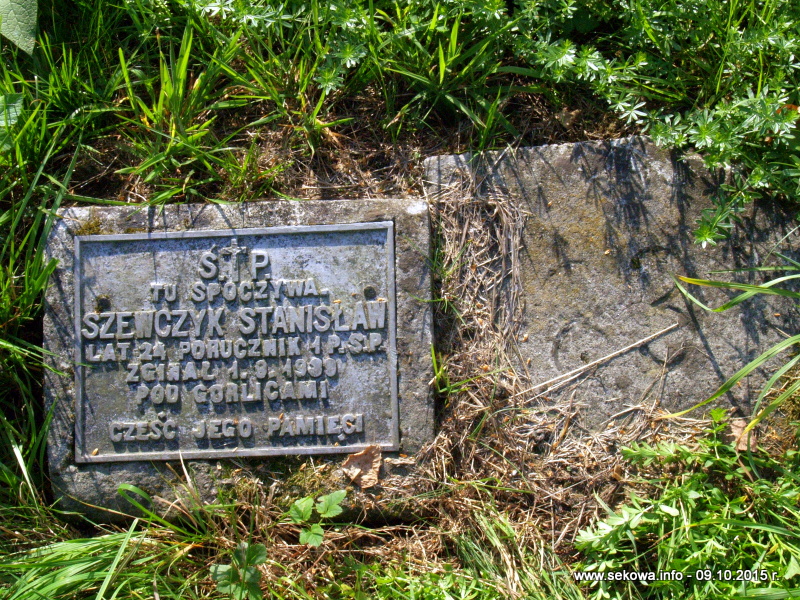 Ś † P.
TU SPOCZYWA
SZEWCZYK STANISŁAW
LAT 24 PORUCZNIK 1 P.S.P.
ZGINĄŁ 1.9.1939
POD GORLICAMI
CZEŚĆ JEGO PAMIĘCI
www.sekowa.info - 09.10.2015 r.